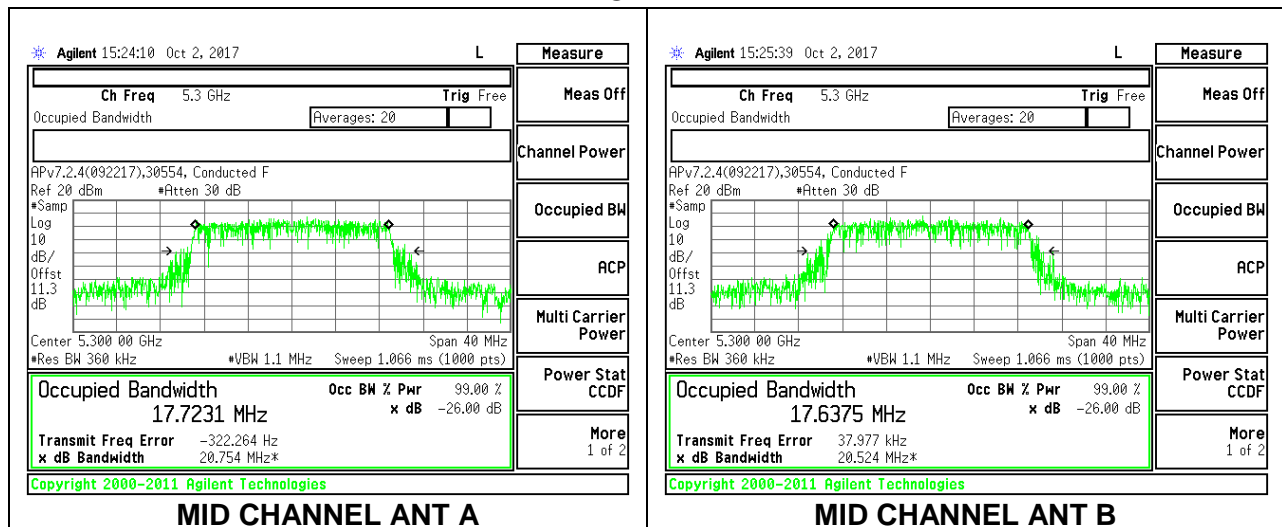 Agilent 15:24:10 Oct 2, 2017 L
Measure
Ch Freq 5.3 GHz Trig Free
Occupied Bandwidth Averages: 20
APv7.2.4(092217),30554, Conducted F
Ref 20 dBm #Atten 30 dB
#Samp
Log
10
dB/
Offst
11.3
dB
Center 5.300 00 GHz Span 40 MHz
#Res BW 360 kHz #VBW 1.1 MHz Sweep 1.066 ms (1000 pts)
Occupied Bandwidth Occ BW % Pwr 99.00 %
17.7231 MHz x dB -26.00 dB
Transmit Freq Error -322.264 Hz
x dB Bandwidth 20.754 MHz*
Copyright 2000-2011 Agilent Technologies
Meas Off
Channel Power
Occupied BW
ACP
Multi Carrier
Power
Power Stat
CCDF
More
1 of 2
MID CHANNEL ANT A
Agilent 15:25:39 Oct 2, 2017 L
Measure
Ch Freq 5.3 GHz Trig Free
Occupied Bandwidth Averages: 20
APv7.2.4(092217),30554, Conducted F
Ref 20 dBm #Atten 30 dB
#Samp
Log
10
dB/
Offst
11.3
dB
Center 5.300 00 GHz Span 40 MHz
#Res BW 360 kHz #VBW 1.1 MHz Sweep 1.066 ms (1000 pts)
Occupied Bandwidth Occ BW % Pwr 99.00 %
17.6375 MHz x dB -26.00 dB
Transmit Freq Error 37.977 kHz
x dB Bandwidth 20.524 MHz*
Copyright 2000-2011 Agilent Technologies
Meas Off
Channel Power
Occupied BW
ACP
Multi Carrier
Power
Power Stat
CCDF
More
1 of 2
MID CHANNEL ANT B